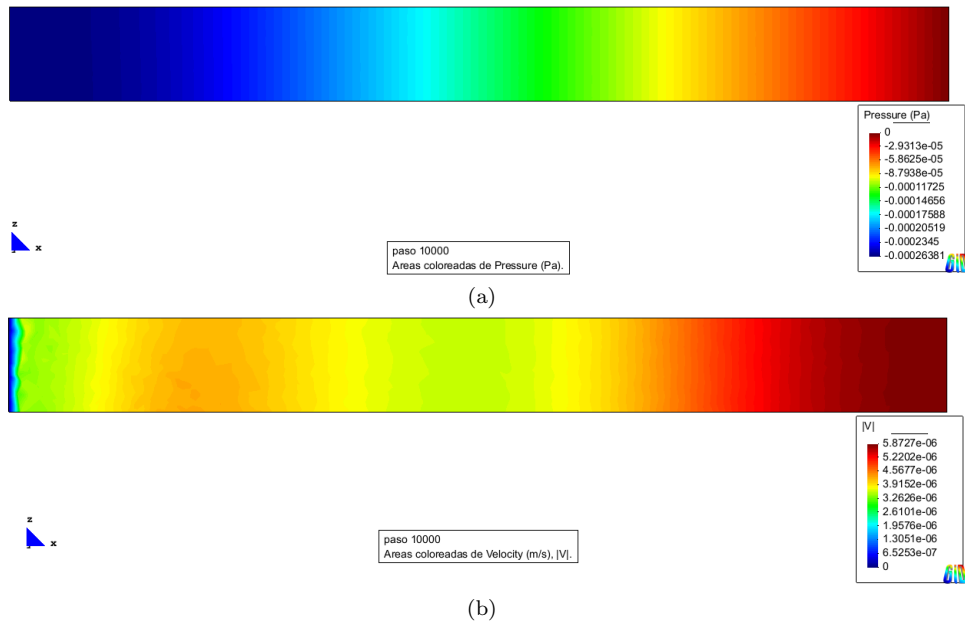 Pressure (Pa)
0
-2.9313e-05
-5.8625e-05
-8.7938e-05
-0.00011725
-0.00014656
-0.00017588
-0.00020519
-0.0002345
-0.00026381
GiD
z
x
paso 10000
Areas coloreadas de Pressure (Pa).
(a)
|V|
5.8727e-06
5.2202e-06
4.5677e-06
3.9152e-06
3.2626e-06
2.6101e-06
1.9576e-06
1.3051e-06
6.5253e-07
0
GiD
z
x
paso 10000
Areas coloreadas de Velocity (m/s), |V|.
(b)